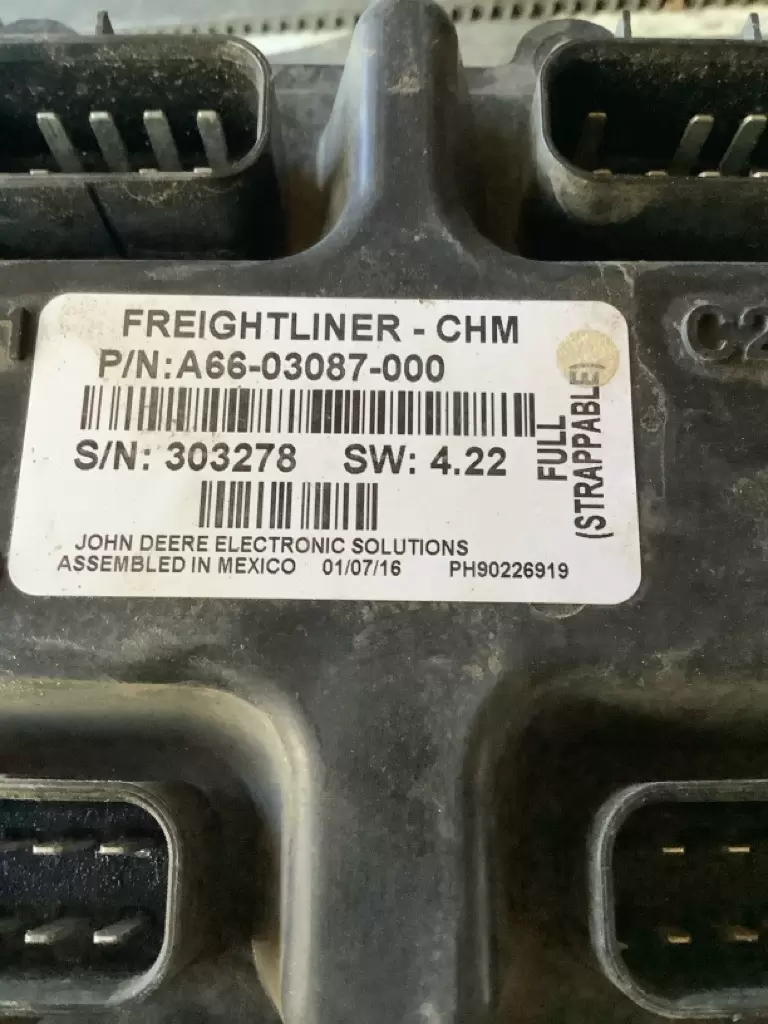 FREIGHTLINER - CHM
P/N:A66-03087-000
S/N: 303278 SW: 4.22
FULL
(STRAPPABLE)
JOHN DEERE ELECTRONIC SOLUTIONS
ASSEMBLED IN MEXICO 01/07/16 PH90226919
C2